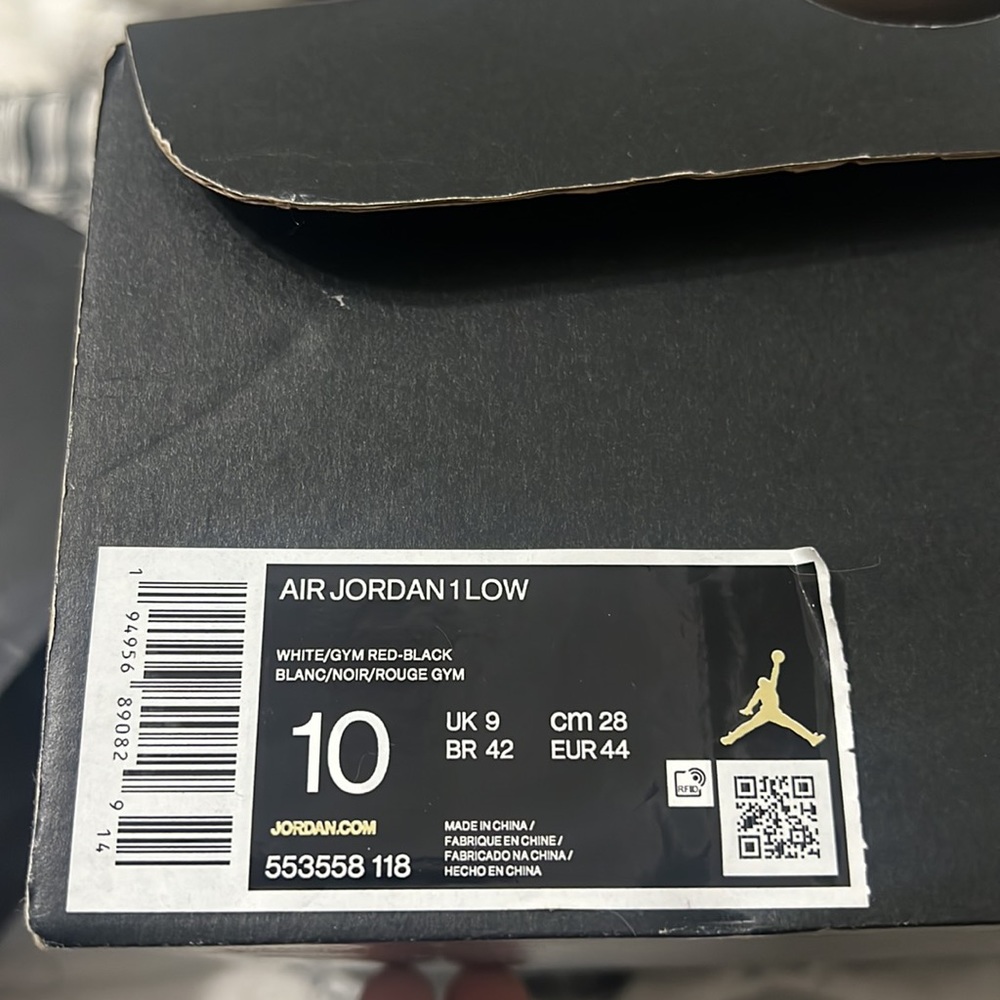 AIR JORDAN 1 LOW
WHITE/GYM RED-BLACK
BLANC/NOIR/ROUGE GYM
10
UK 9
cm 28
BR 42
EUR 44
RFID
JORDAN.COM
553558 118
MADE IN CHINA /
FABRIQUE EN CHINE /
FABRICADO NA CHINA /
HECHO EN CHINA
1 94956 89082 9 14